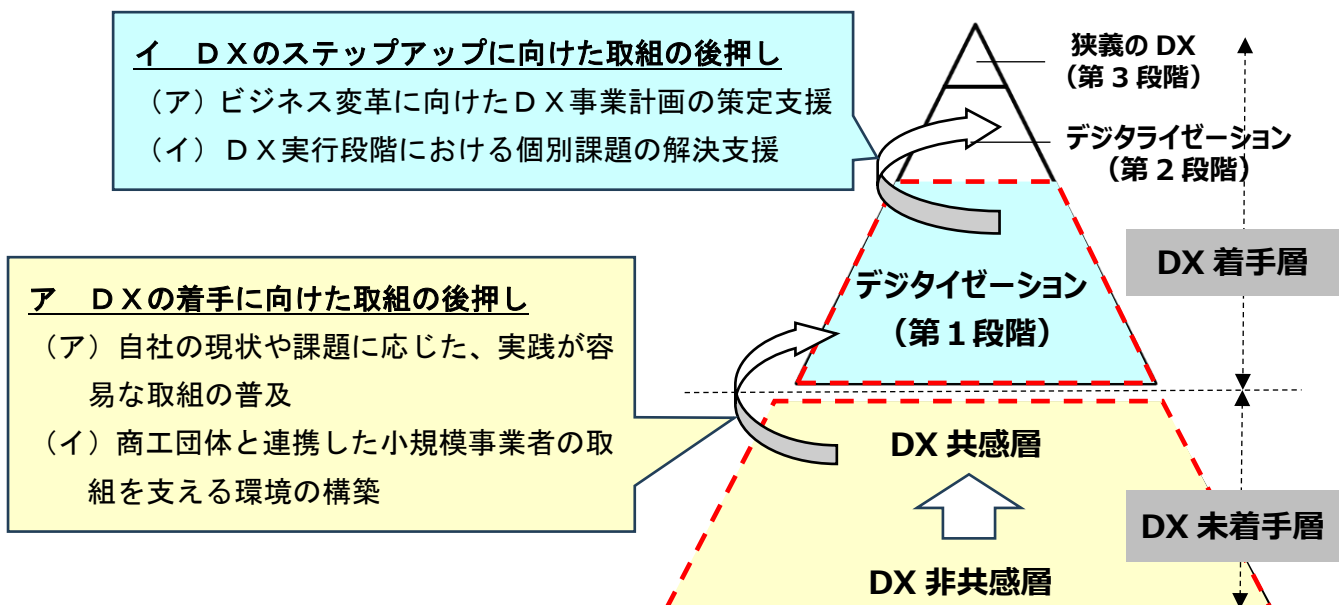 イ　ＤＸのステップアップに向けた取組の後押し
（ア）ビジネス変革に向けたＤＸ事業計画の策定支援
（イ）ＤＸ実行段階における個別課題の解決支援
ア　ＤＸの着手に向けた取組の後押し
（ア）自社の現状や課題に応じた、実践が容
易な取組の普及
（イ）商工団体と連携した小規模事業者の取
組を支える環境の構築
狭義の DX
（第 3 段階）
デジタライゼーション
（第 2 段階）
DX 着手層
デジタイゼーション
（第 1 段階）
DX 共感層
DX 未着手層
DX 非共感層